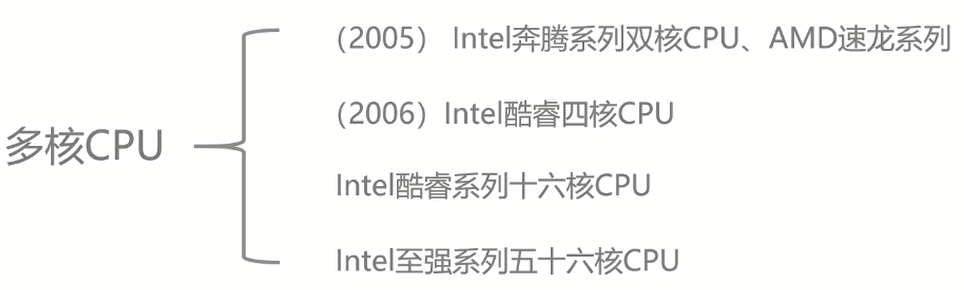 多核CPU
（2005） Intel奔腾系列双核CPU、AMD速龙系列
（2006）Intel酷睿四核CPU
Intel酷睿系列十六核CPU
Intel至强系列五十六核CPU